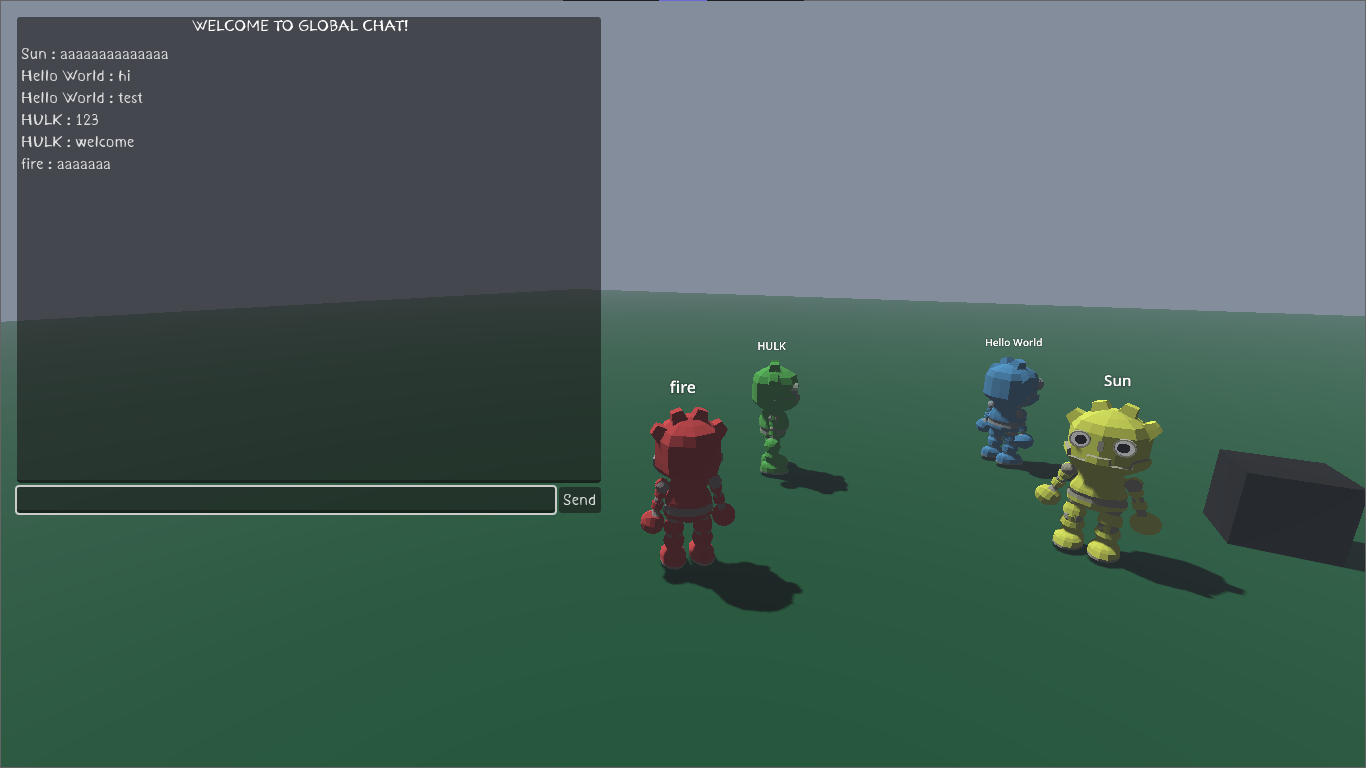 WELCOME TO GLOBAL CHAT!
Sun : aaaaaaaaaaaaaa
Hello World : hi
Hello World : test
HULK : 123
HULK : welcome
fire : aaaaaaa
Send
HULK
Hello World
fire
Sun